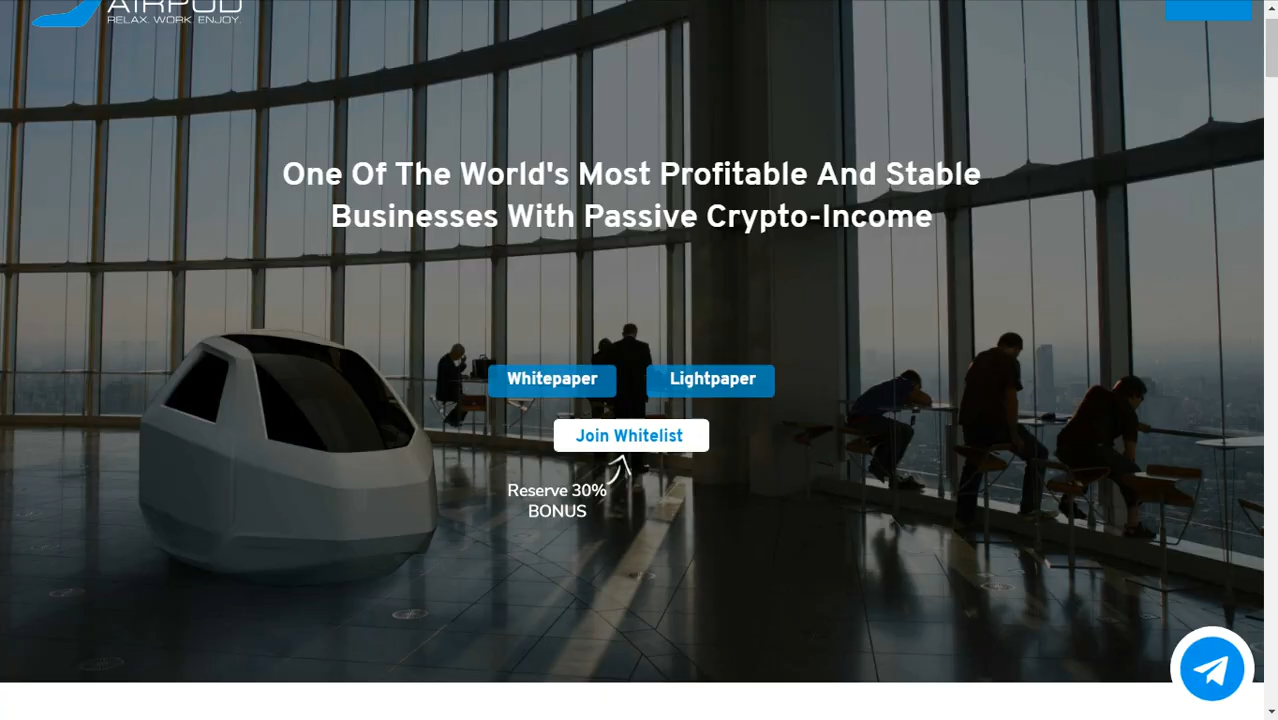 AIRPOD
RELAX. WORK ENJOY.
One Of The World's Most Profitable And Stable
Businesses With Passive Crypto-Income
Whitepaper
Lightpaper
Join Whitelist
Reserve 30%
BONUS